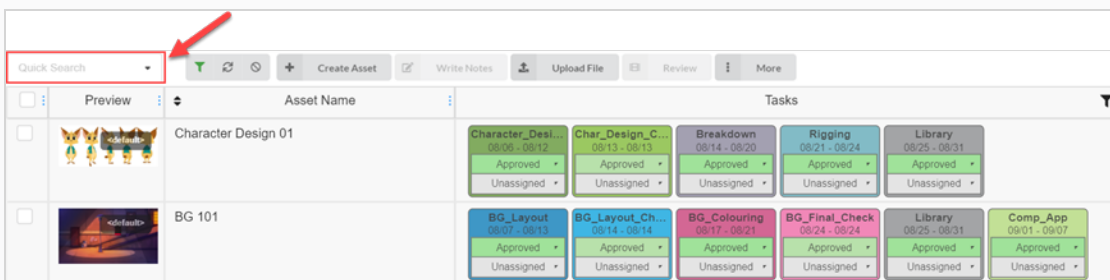 Quick Search
Create Asset
Write Notes
Upload File
Review
More
Preview
Asset Name
Tasks
<default>
Character Design 01
Character_Desi... Char_Design_C... Breakdown Rigging Library
08/06 - 08/12 08/13 - 08/13 08/14 - 08/20 08/21 - 08/24 08/25 - 08/31
Approved Approved Approved Approved Approved
Unassigned Unassigned Unassigned Unassigned Unassigned
<default>
BG 101
BG_Layout BG_Layout_Ch... BG_Colouring BG_Final_Check Library Comp_App
08/07 - 08/13 08/14 - 08/14 08/17 - 08/21 08/24 - 08/24 08/25 - 08/31 09/01 - 09/07
Approved Approved Approved Approved Approved Approved
Unassigned Unassigned Unassigned Unassigned Unassigned Unassigned